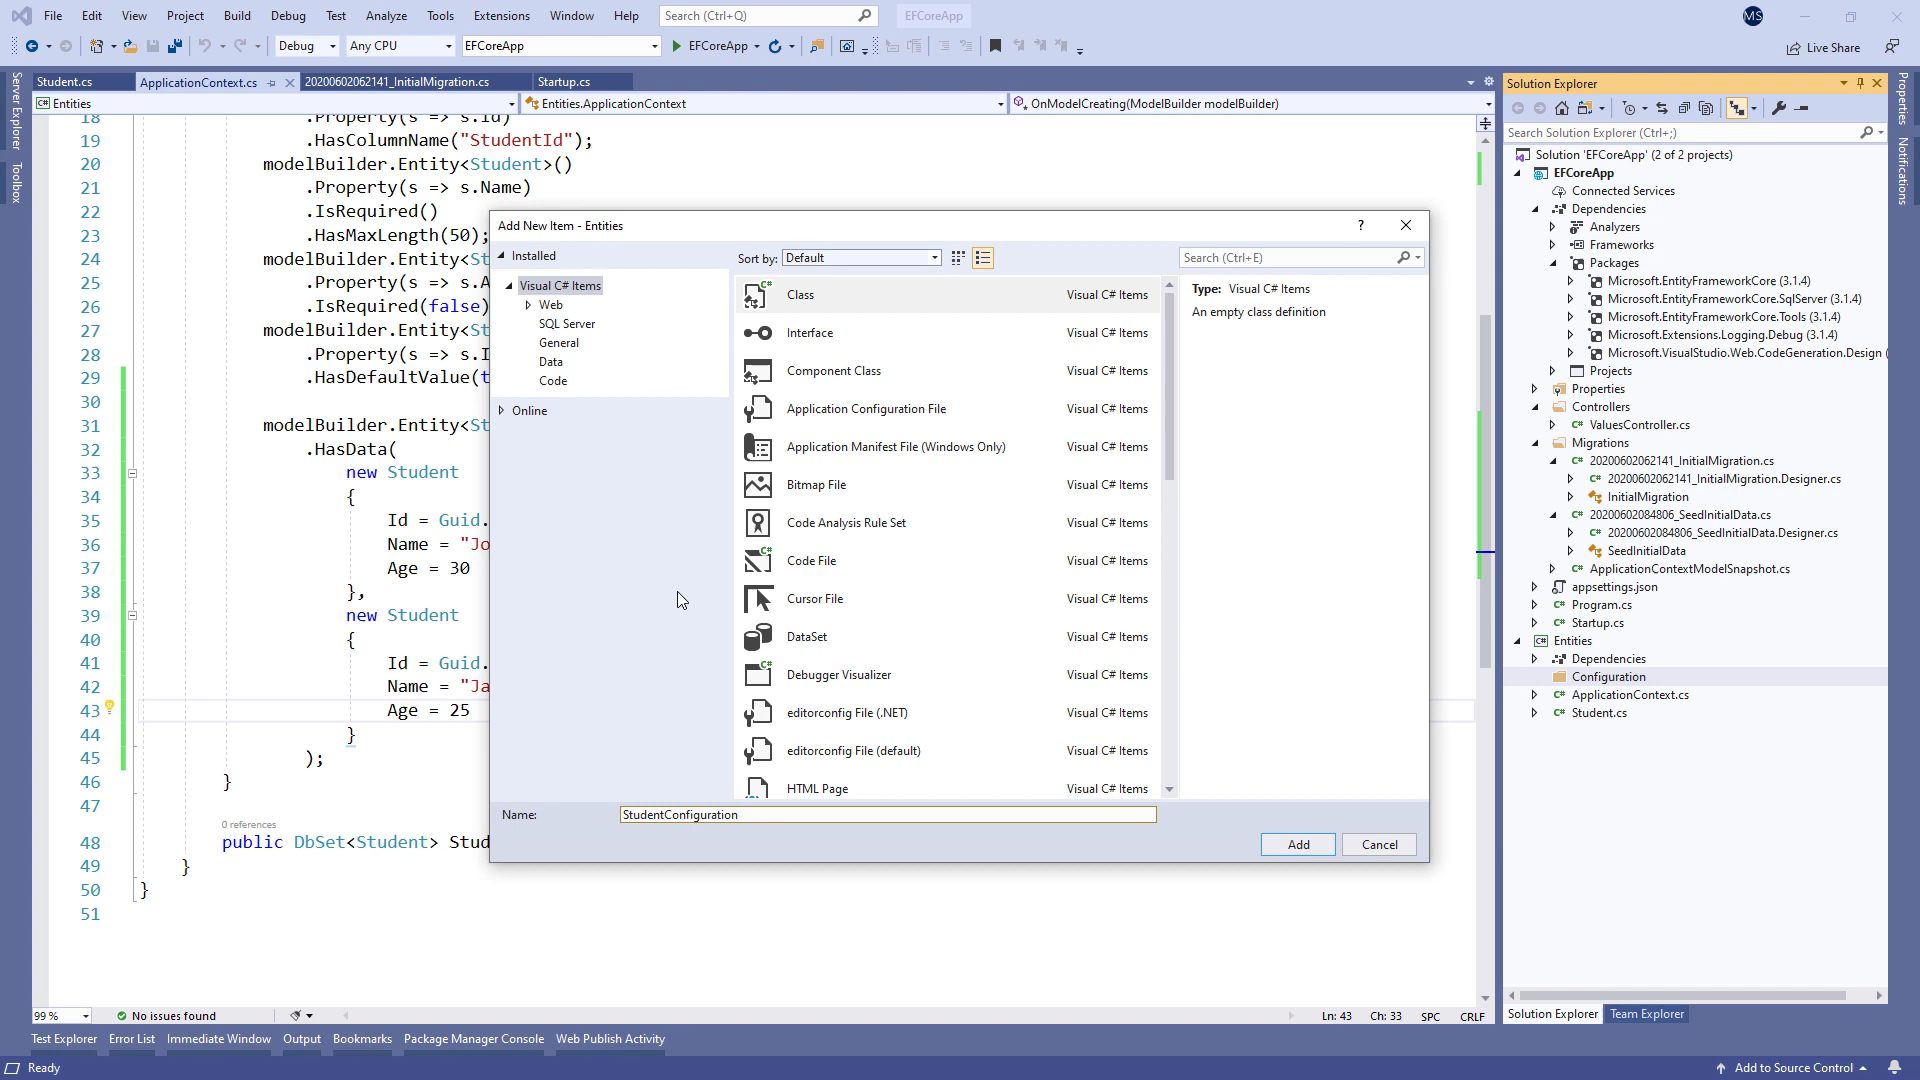 File Edit View Project Build Debug Test Analyze Tools Extensions Window Help Search (Ctrl+Q) EFCoreApp MS
Debug Any CPU EFCoreApp EFCoreApp Live Share
Student.cs ApplicationContext.cs 20200602062141_InitialMigration.cs Startup.cs
Entities Entities.ApplicationContext OnModelCreating(ModelBuilder modelBuilder)
Server Explorer
Toolbox
18 .Property(s => s.Id)
19 .HasColumnName("StudentId");
20 modelBuilder.Entity<Student>()
21 .Property(s => s.Name)
22 .IsRequired()
23 .HasMaxLength(50);
24 modelBuilder.Entity<St
25 .Property(s => s.A
26 .IsRequired(false)
27 modelBuilder.Entity<St
28 .Property(s => s.I
29 .HasDefaultValue(t
30
31 modelBuilder.Entity<St
32 .HasData(
33 new Student
34 {
35 Id = Guid.
36 Name = "Jo
37 Age = 30
38 },
39 new Student
40 {
41 Id = Guid.
42 Name = "Ja
43 Age = 25
44 }
45 );
46 }
47
0 references
48 public DbSet<Student> Stud
49 }
50 }
51
Add New Item - Entities ?
Installed
Sort by: Default
Search (Ctrl+E)
Visual C# Items
Web
SQL Server
General
Data
Code
Online
Class Visual C# Items
Interface Visual C# Items
Component Class Visual C# Items
Application Configuration File Visual C# Items
Application Manifest File (Windows Only) Visual C# Items
Bitmap File Visual C# Items
Code Analysis Rule Set Visual C# Items
Code File Visual C# Items
Cursor File Visual C# Items
DataSet Visual C# Items
Debugger Visualizer Visual C# Items
editorconfig File (.NET) Visual C# Items
editorconfig File (default) Visual C# Items
HTML Page Visual C# Items
Type: Visual C# Items
An empty class definition
Name: StudentConfiguration
Add Cancel
Solution Explorer
Search Solution Explorer (Ctrl+;)
Solution 'EFCoreApp' (2 of 2 projects)
EFCoreApp
Connected Services
Dependencies
Analyzers
Frameworks
Packages
Microsoft.EntityFrameworkCore (3.1.4)
Microsoft.EntityFrameworkCore.SqlServer (3.1.4)
Microsoft.EntityFrameworkCore.Tools (3.1.4)
Microsoft.Extensions.Logging.Debug (3.1.4)
Microsoft.VisualStudio.Web.CodeGeneration.Design (
Projects
Properties
Controllers
C# ValuesController.cs
Migrations
C# 20200602062141_InitialMigration.cs
C# 20200602062141_InitialMigration.Designer.cs
InitialMigration
C# 20200602084806_SeedInitialData.cs
C# 20200602084806_SeedInitialData.Designer.cs
SeedInitialData
C# ApplicationContextModelSnapshot.cs
appsettings.json
C# Program.cs
C# Startup.cs
C# Entities
Dependencies
Configuration
C# ApplicationContext.cs
C# Student.cs
Solution Explorer Team Explorer
Properties
Notifications
99 % No issues found Ln: 43 Ch: 33 SPC CRLF
Test Explorer Error List Immediate Window Output Bookmarks Package Manager Console Web Publish Activity
Ready Add to Source Control